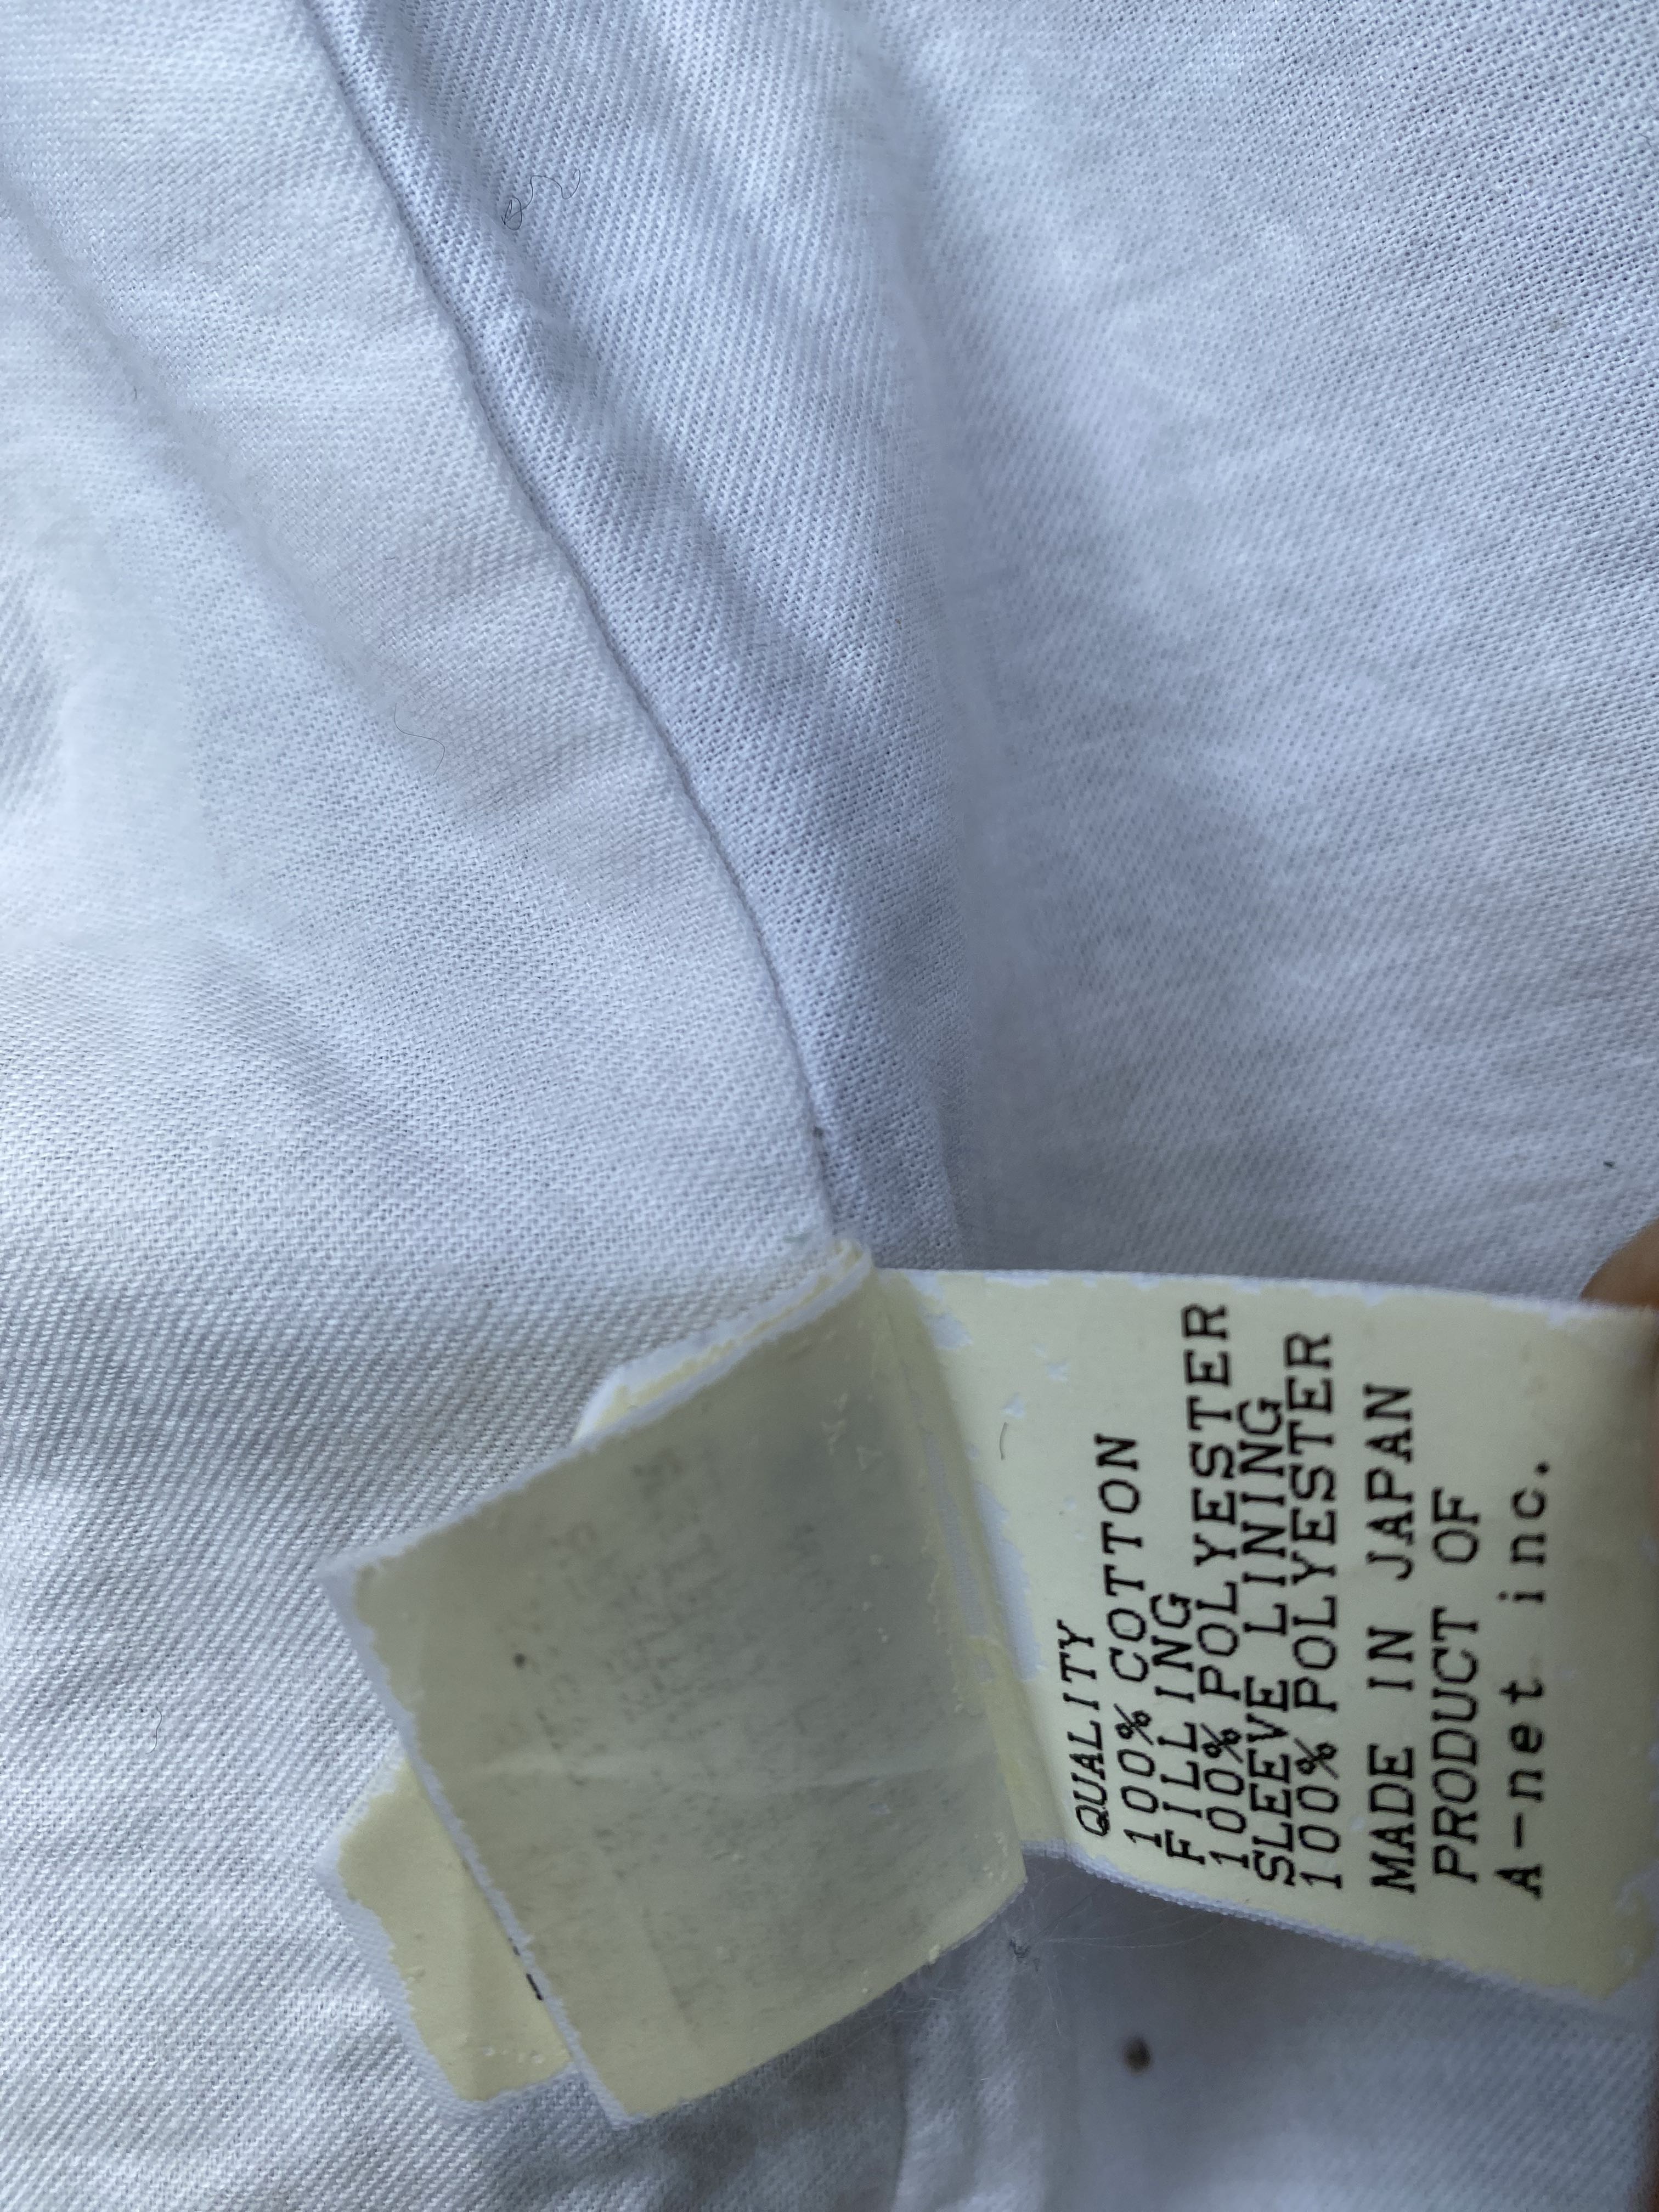 QUALITY
100% COTTON
FILLING
100% POLYESTER
SLEEVE LINING
100% POLYESTER
MADE IN JAPAN
PRODUCT OF
A-net inc.